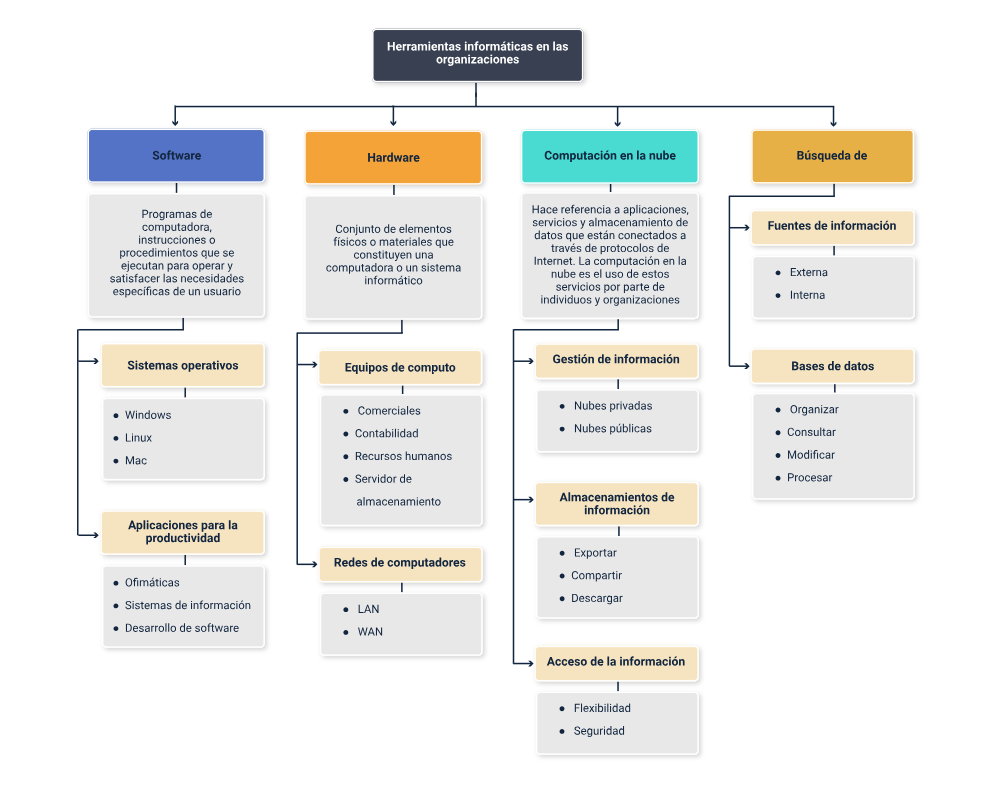 Herramientas informáticas en las
organizaciones
Software
Programas de
computadora,
instrucciones o
procedimientos que se
ejecutan para operar y
satisfacer las necesidades
específicas de un usuario
Sistemas operativos
● Windows
● Linux
● Mac
Aplicaciones para la
productividad
● Ofimáticas
● Sistemas de información
● Desarrollo de software
Hardware
Conjunto de elementos
físicos o materiales que
constituyen una
computadora o un sistema
informático
Equipos de computo
● Comerciales
● Contabilidad
● Recursos humanos
● Servidor de
almacenamiento
Redes de computadores
● LAN
● WAN
Computación en la nube
Hace referencia a aplicaciones,
servicios y almacenamiento de
datos que están conectados a
través de protocolos de
Internet. La computación en la
nube es el uso de estos
servicios por parte de
individuos y organizaciones
Gestión de información
● Nubes privadas
● Nubes públicas
Almacenamientos de
información
● Exportar
● Compartir
● Descargar
Acceso de la información
● Flexibilidad
● Seguridad
Búsqueda de
Fuentes de información
● Externa
● Interna
Bases de datos
● Organizar
● Consultar
● Modificar
● Procesar